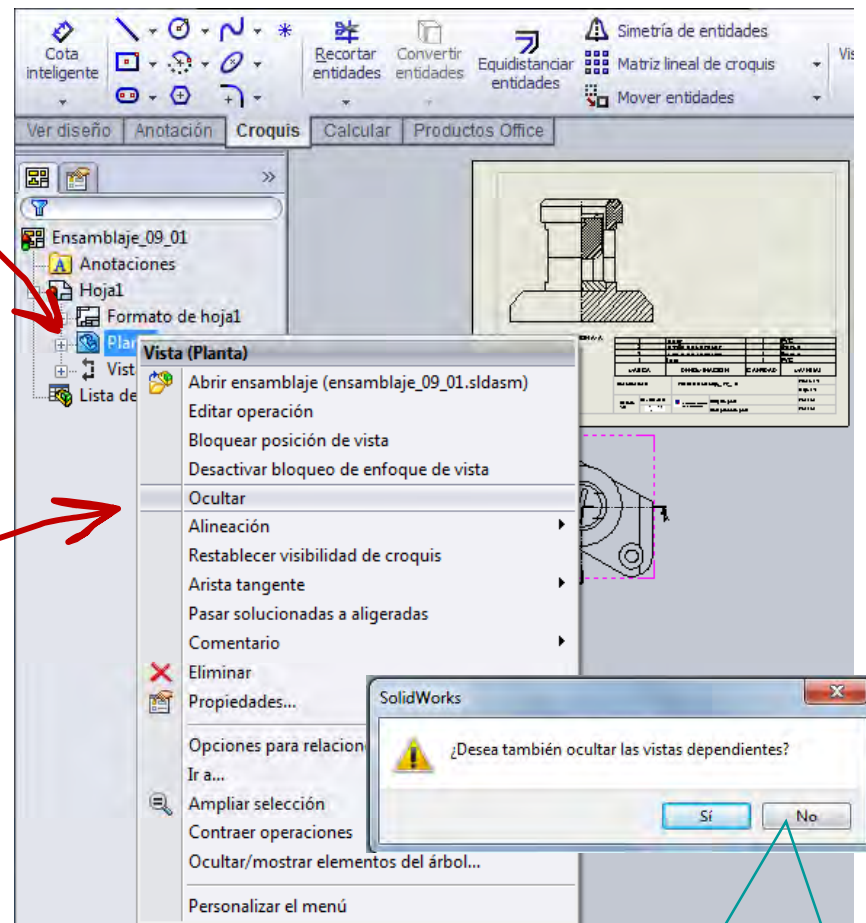 Cota inteligente
Recortar entidades
Convertir entidades
Equidistanciar entidades
Simetría de entidades
Matriz lineal de croquis
Mover entidades
Vis
Ver diseño Anotación Croquis Calcular Productos Office
Ensamblaje_09_01
Anotaciones
Hoja1
Formato de hoja1
Plan
Vist
Lista de
Vista (Planta)
Abrir ensamblaje (ensamblaje_09_01.sldasm)
Editar operación
Bloquear posición de vista
Desactivar bloqueo de enfoque de vista
Ocultar
Alineación
Restablecer visibilidad de croquis
Arista tangente
Pasar solucionadas a aligeradas
Comentario
Eliminar
Propiedades...
Opciones para relacion
Ir a...
Ampliar selección
Contraer operaciones
Ocultar/mostrar elementos del árbol...
Personalizar el menú
SolidWorks
¿Desea también ocultar las vistas dependientes?
Sí No
MARCA DENOMINACIÓN CANTIDAD